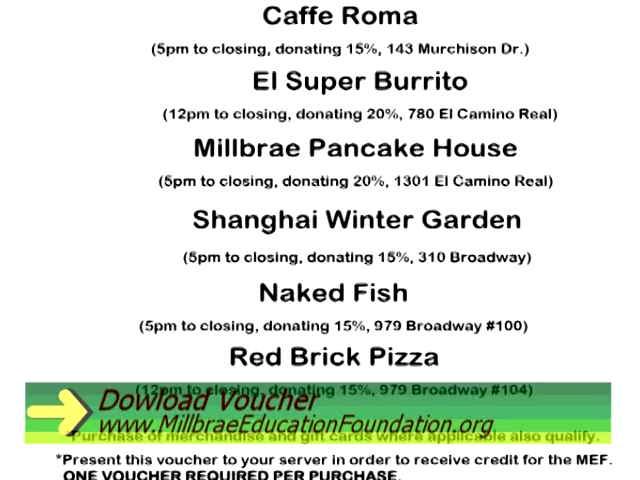 Caffe Roma
(5pm to closing, donating 15%, 143 Murchison Dr.)
El Super Burrito
(12pm to closing, donating 20%, 780 El Camino Real)
Millbrae Pancake House
(5pm to closing, donating 20%, 1301 El Camino Real)
Shanghai Winter Garden
(5pm to closing, donating 15%, 310 Broadway)
Naked Fish
(5pm to closing, donating 15%, 979 Broadway #100)
Red Brick Pizza
(12pm to closing, donating 15%, 979 Broadway #104)
Dowload Voucher
www.MillbraeEducationFoundation.org
*Purchase of merchandise and gift cards where applicable also qualify.
*Present this voucher to your server in order to receive credit for the MEF.
ONE VOUCHER REQUIRED PER PURCHASE.